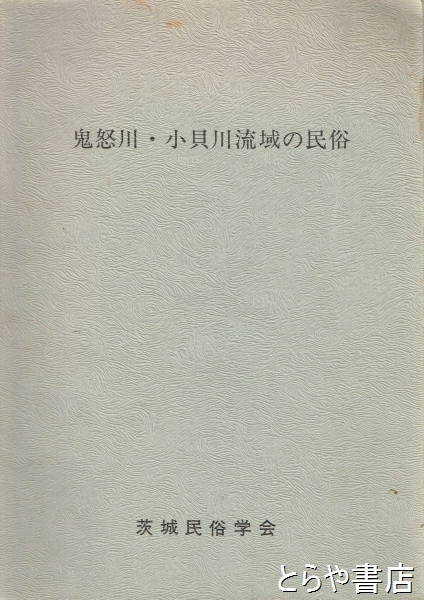 鬼怒川・小貝川流域の民俗
茨城民俗学会
とらや書店